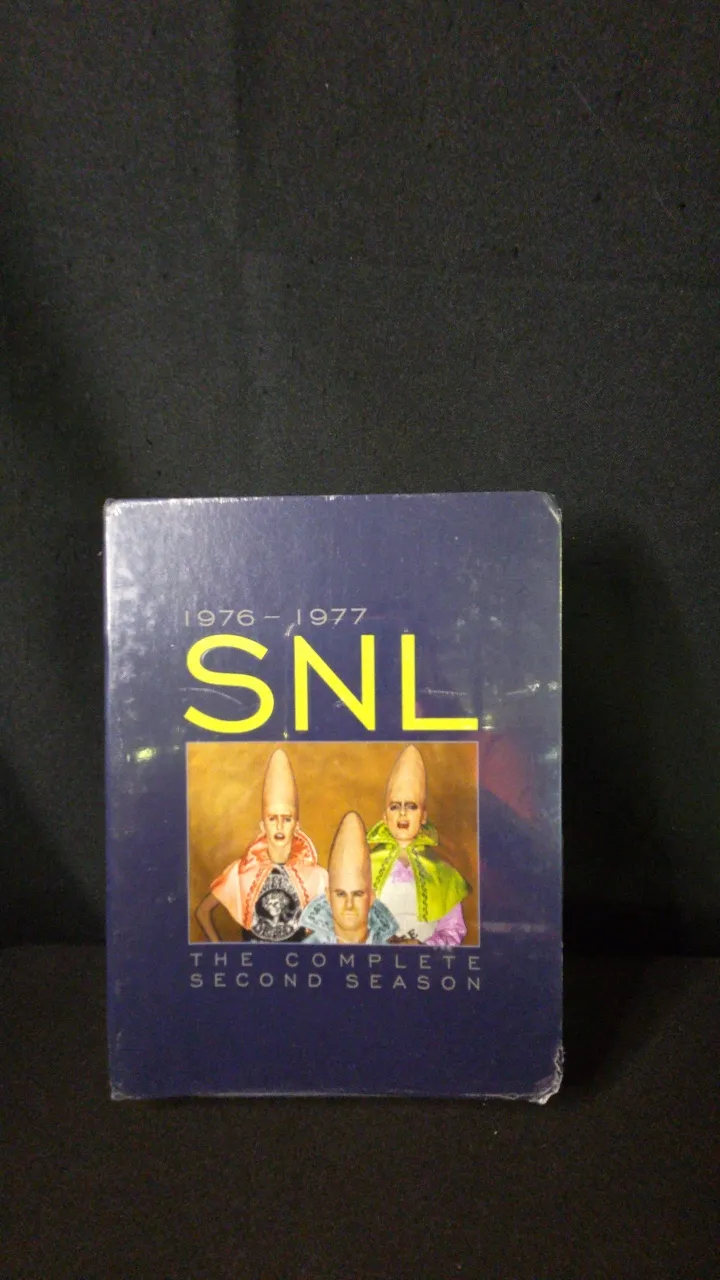 1976 – 1977
SNL
THE COMPLETE
SECOND SEASON